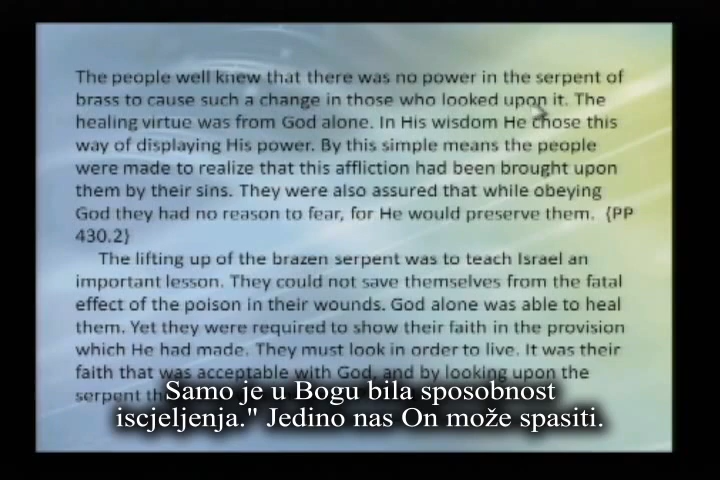 The people well knew that there was no power in the serpent of
brass to cause such a change in those who looked upon it. The
healing virtue was from God alone. In His wisdom He chose this
way of displaying His power. By this simple means the people
were made to realize that this affliction had been brought upon
them by their sins. They were also assured that while obeying
God they had no reason to fear, for He would preserve them. {PP
430.2}
The lifting up of the brazen serpent was to teach Israel an
important lesson. They could not save themselves from the fatal
effect of the poison in their wounds. God alone was able to heal
them. Yet they were required to show their faith in the provision
which He had made. They must look in order to live. It was their
faith that was acceptable with God, and by looking upon the
serpent
Samo je u Bogu bila sposobnost
iscjeljenja." Jedino nas On može spasiti.